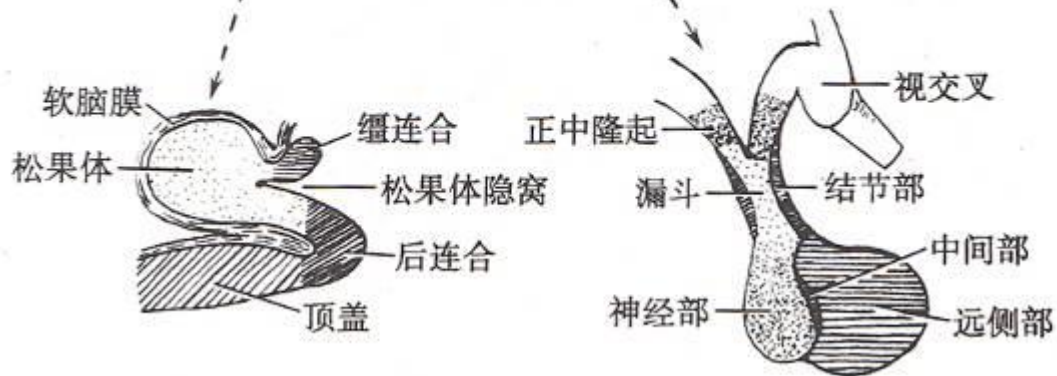 软脑膜
缰连合
松果体
松果体隐窝
后连合
顶盖
视交叉
正中隆起
漏斗
结节部
中间部
神经部
远侧部